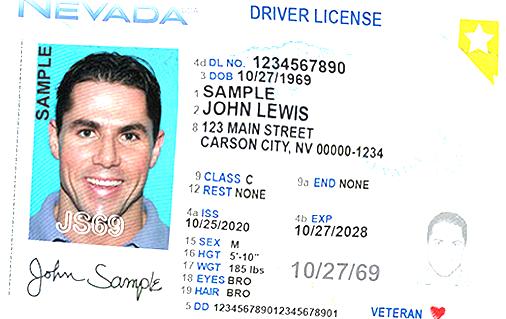 NEVADA USA
DRIVER LICENSE
SAMPLE
JS69
John Sample
4d DL NO. 1234567890
3 DOB 10/27/1969
1 SAMPLE
2 JOHN LEWIS
8 123 MAIN STREET
CARSON CITY, NV 00000-1234
9 CLASS C 9a END NONE
12 REST NONE
4a ISS 4b EXP
10/25/2020 10/27/2028
15 SEX M
16 HGT 5'-10"
17 WGT 185 lbs 10/27/69
18 EYES BRO
19 HAIR BRO
5 DD 123456789012345678901
VETERAN